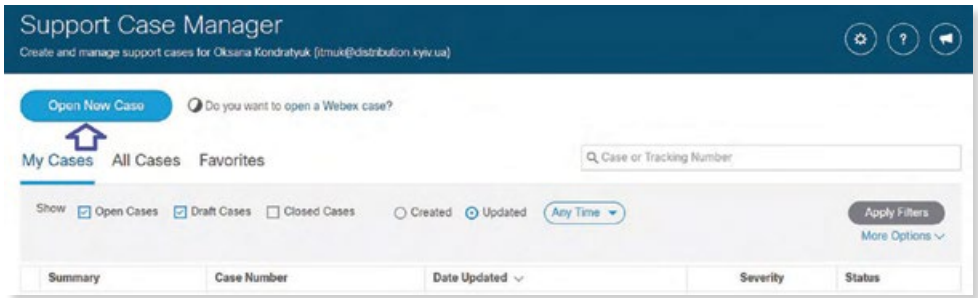 Support Case Manager
Create and manage support cases for Oksana Kondratyuk (itmuk@distribution.kyiv.ua)
?
Open New Case Do you want to open a Webex case?
My Cases All Cases Favorites Case or Tracking Number
Show Open Cases Draft Cases Closed Cases Created Updated Any Time Apply Filters
More Options
Summary Case Number Date Updated Severity Status